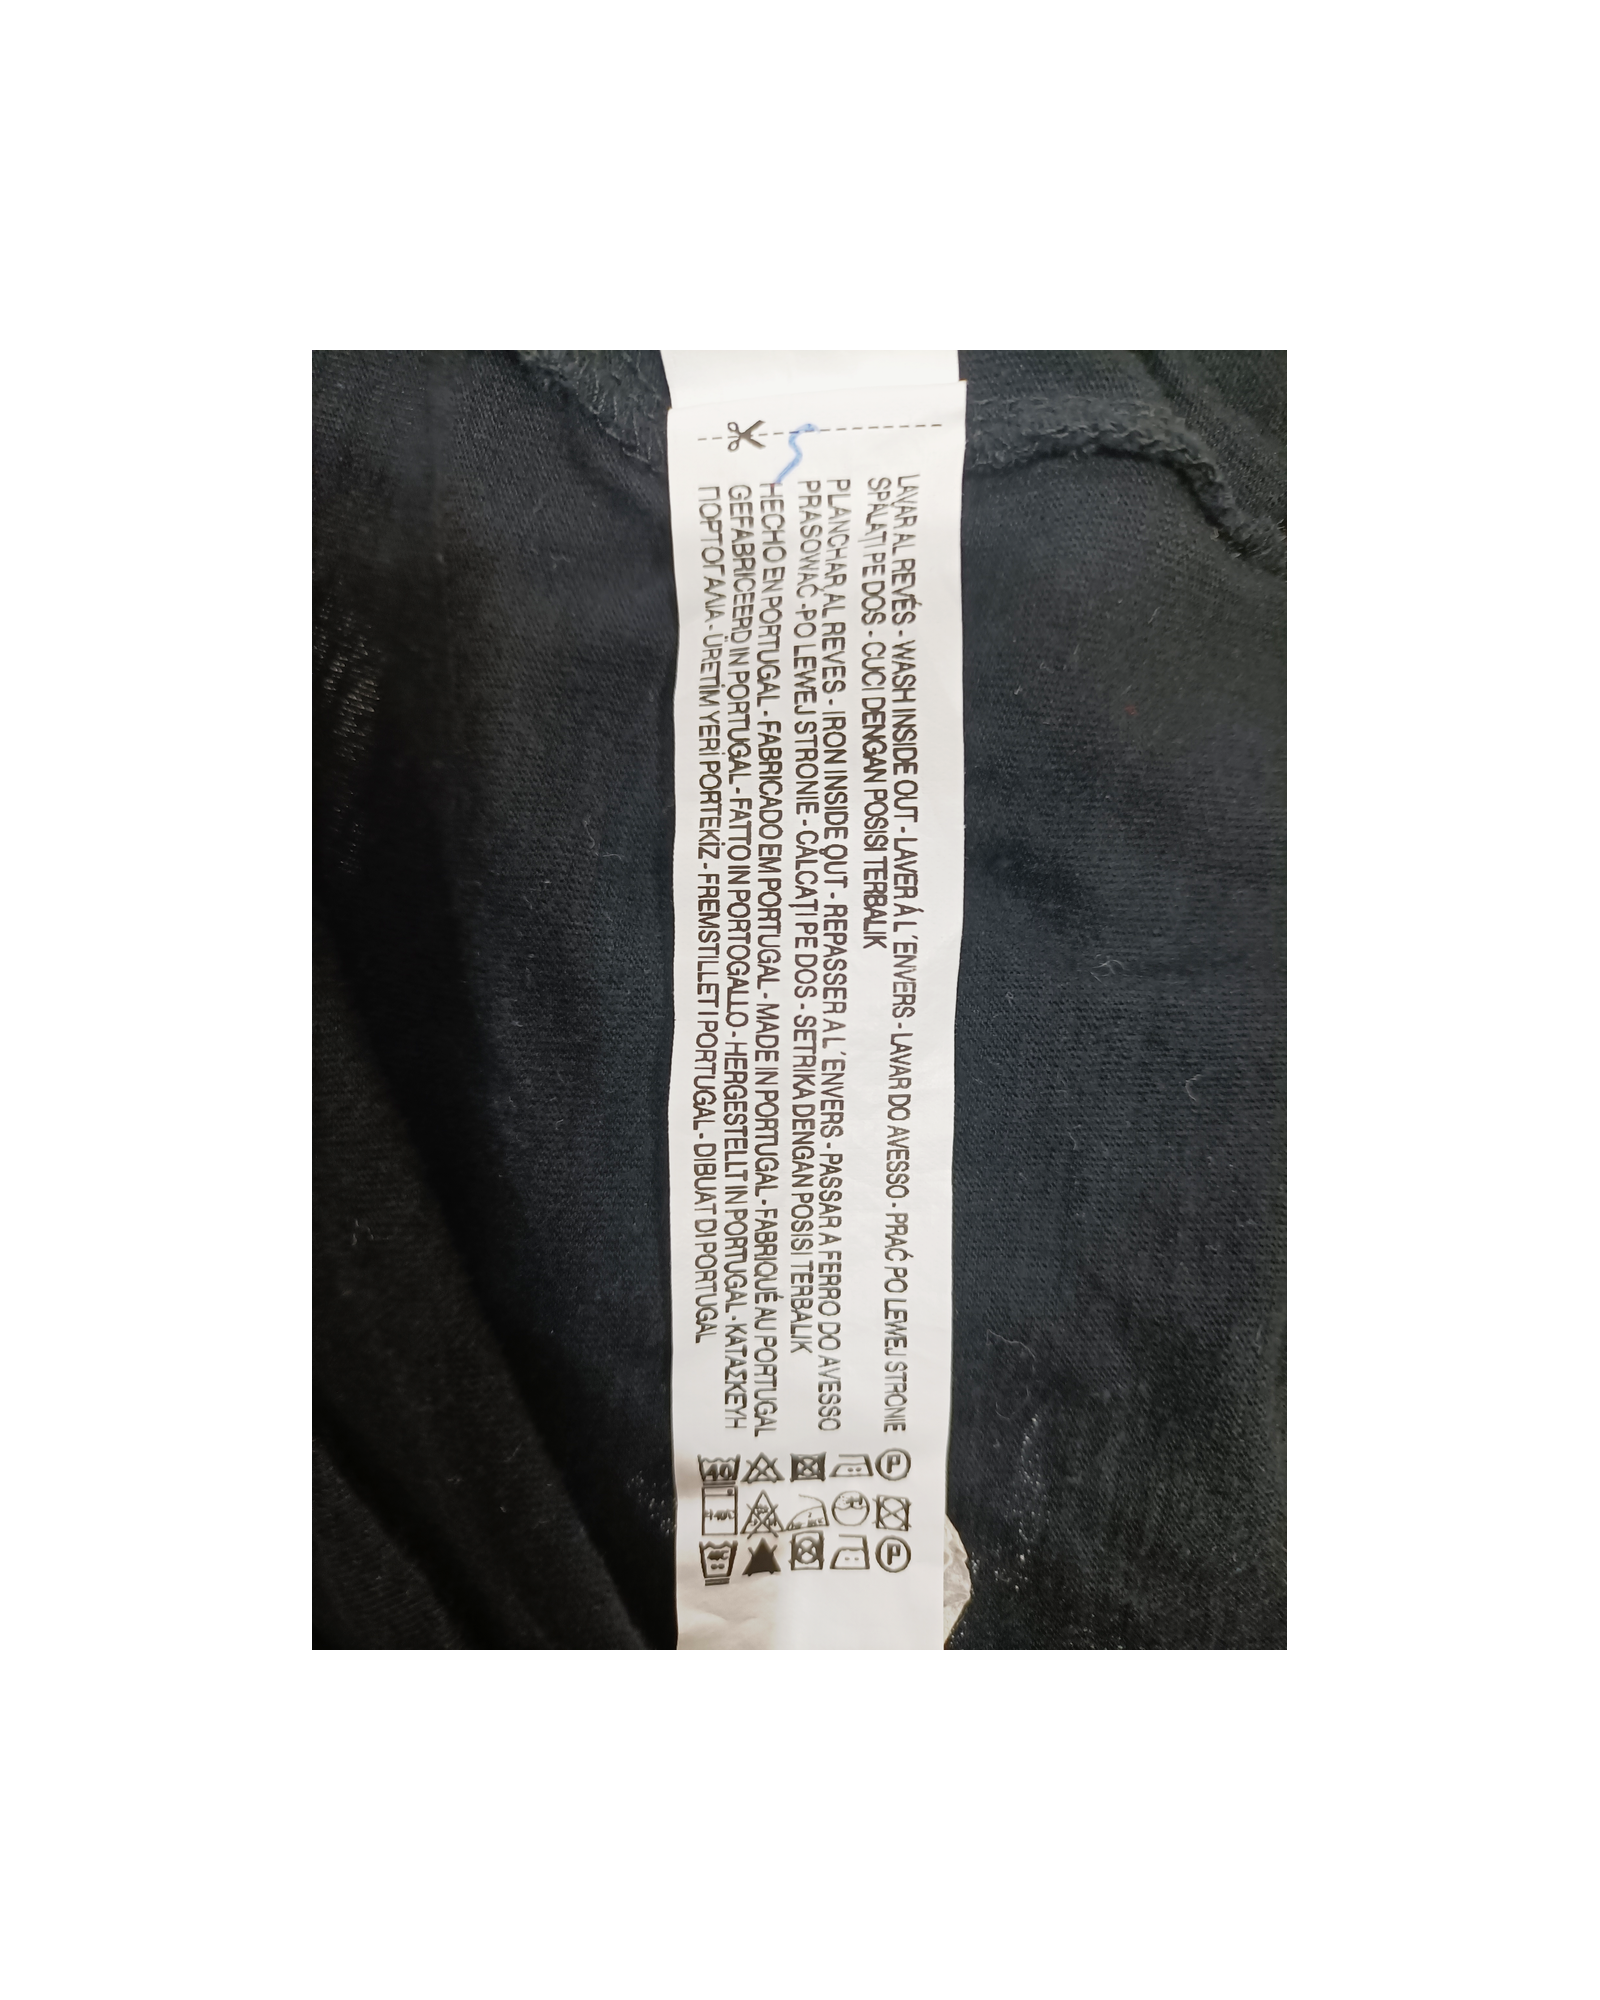 LAVAR AL REVÉS - WASH INSIDE OUT - LAVER Á L´ENVERS - LAVAR DO AVESSO - PRAĆ PO LEWEJ STRONIE
SPĂLAŢI PE DOS - CUCI DENGAN POSISI TERBALIK
PLANCHAR AL REVES - IRON INSIDE OUT - REPASSER A L´ENVERS - PASSAR A FERRO DO AVESSO
PRASOWAĆ -PO LEWEJ STRONIE - CĂLCAŢI PE DOS - SETRIKA DENGAN POSISI TERBALIK
HECHO EN PORTUGAL - FABRICADO EM PORTUGAL - MADE IN PORTUGAL - FABRIQUÉ AU PORTUGAL
GEFABRICEERD IN PORTUGAL - FATTO IN PORTOGALLO - HERGESTELLT IN PORTUGAL - ΚΑΤΑΣΚΕΥΗ
ΠΟΡΤΟΓΑΛΙΑ - ÜRETİM YERİ PORTEKİZ - FREMSTILLET I PORTUGAL - DIBUAT DI PORTUGAL